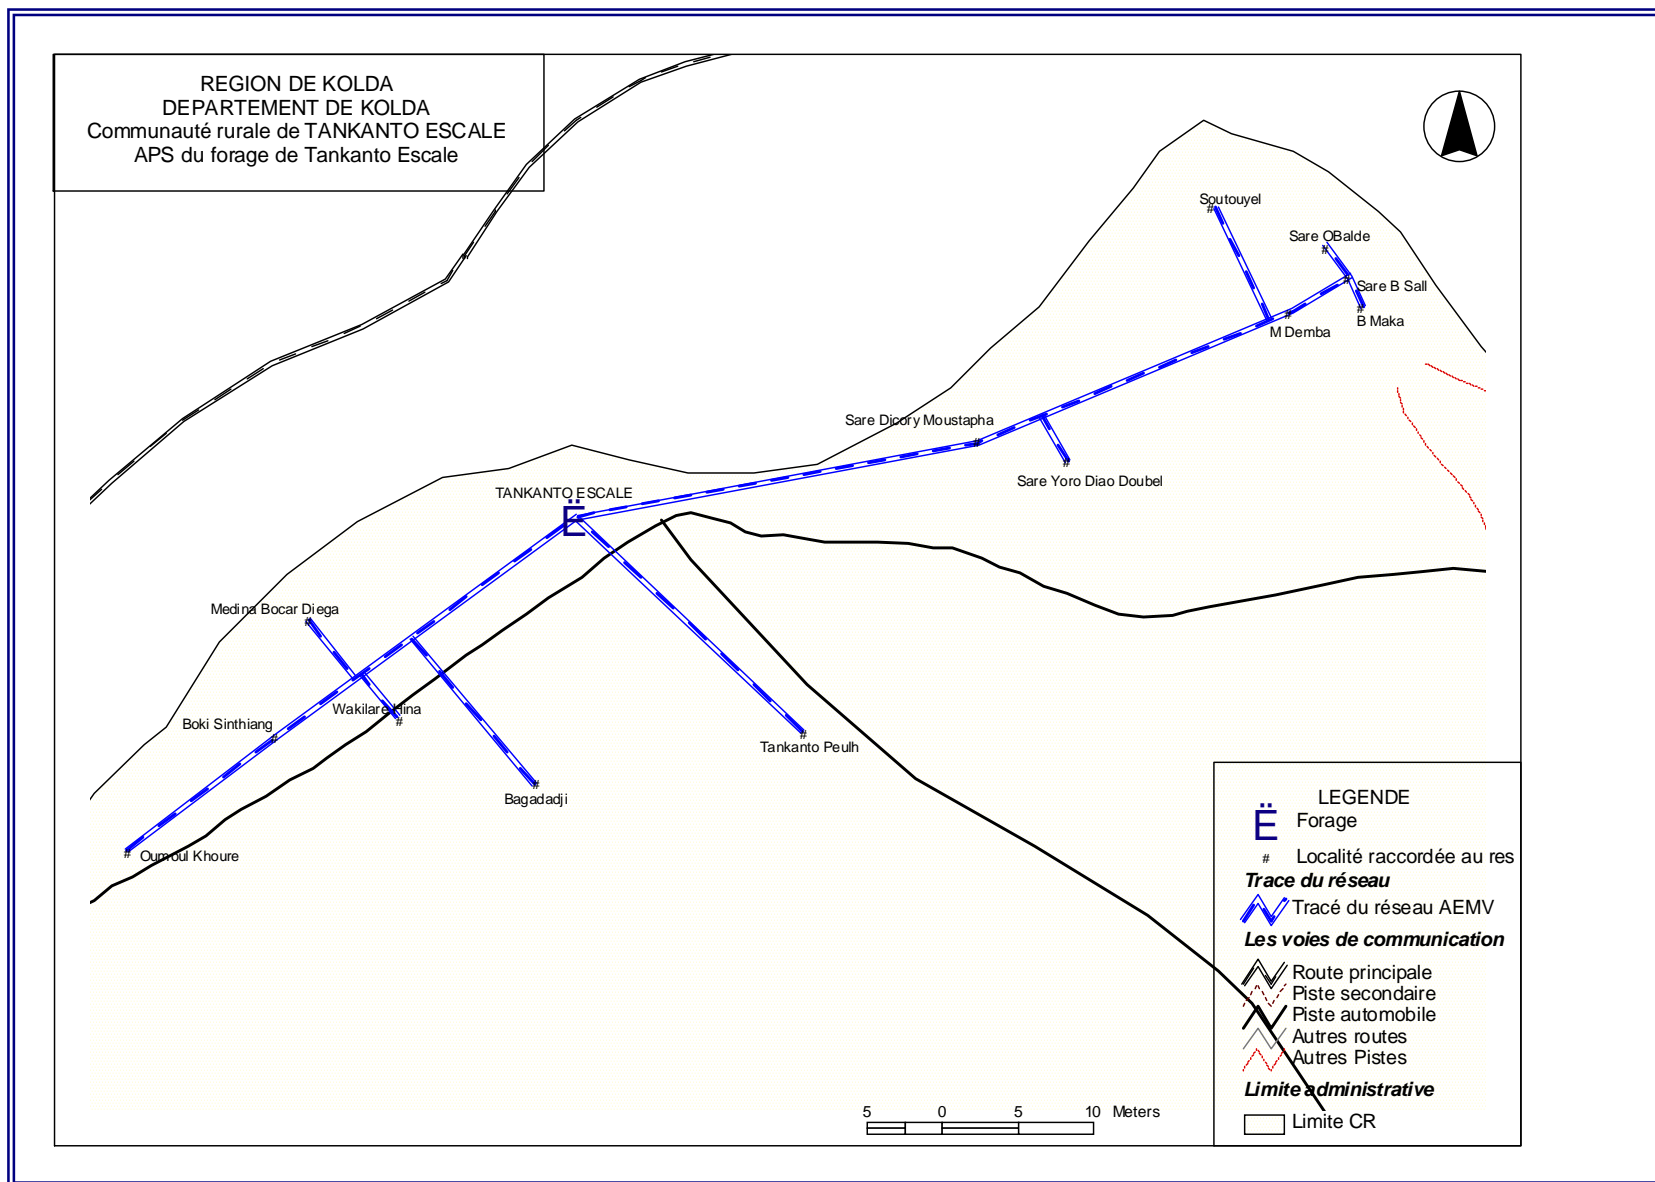 REGION DE KOLDA
DEPARTEMENT DE KOLDA
Communauté rurale de TANKANTO ESCALE
APS du forage de Tankanto Escale
Soutouyel
Sare OBalde
Sare B Sall
B Maka
M Demba
Sare Dicory Moustapha
Sare Yoro Diao Doubel
TANKANTO ESCALE
Ë
Medina Bocar Diega
Wakilare Hina
Boki Sinthiang
Tankanto Peulh
Bagadadji
Oumoul Khoure
LEGENDE
Ë Forage
# Localité raccordée au res
Trace du réseau
Tracé du réseau AEMV
Les voies de communication
Route principale
Piste secondaire
Piste automobile
Autres routes
Autres Pistes
Limite administrative
Limite CR
5 0 5 10 Meters